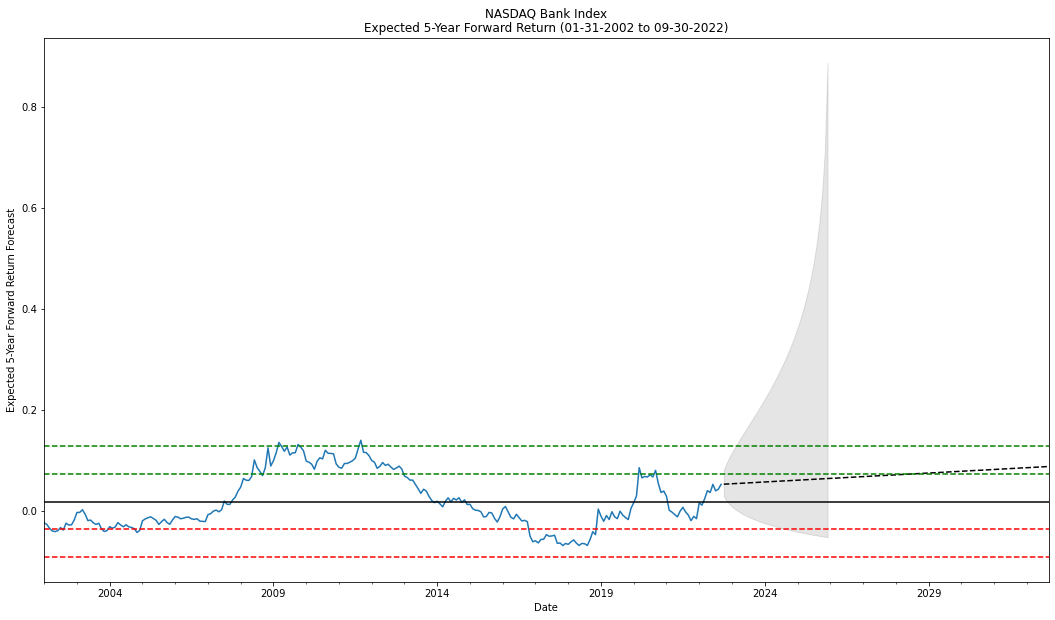 NASDAQ Bank Index
Expected 5-Year Forward Return (01-31-2002 to 09-30-2022)
Expected 5-Year Forward Return Forecast
0.8
0.6
0.4
0.2
0.0
2004 2009 2014 2019 2024 2029
Date